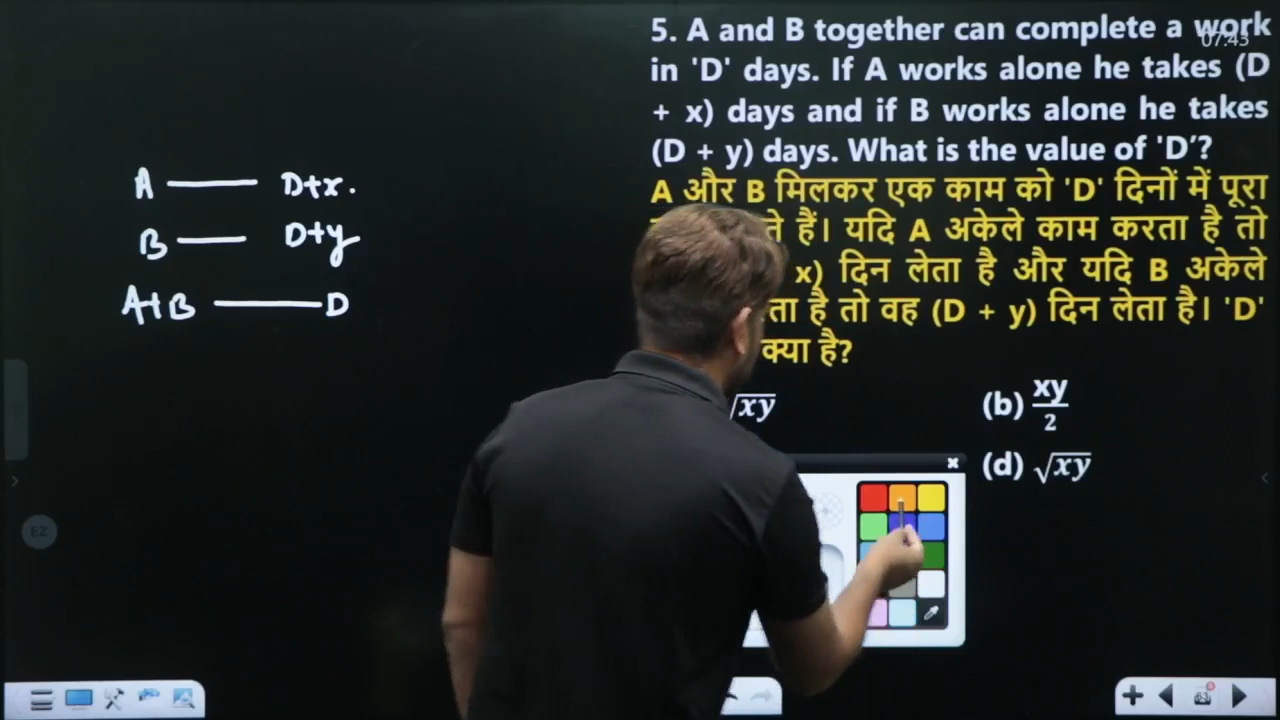 5. A and B together can complete a work
07:43
in 'D' days. If A works alone he takes (D
+ x) days and if B works alone he takes
(D + y) days. What is the value of 'D'?
A और B मिलकर एक काम को 'D' दिनों में पूरा
ते हैं। यदि A अकेले काम करता है तो
x) दिन लेता है और यदि B अकेले
ता है तो वह (D + y) दिन लेता है। 'D'
क्या है?
√xy
(b) xy/2
(d) √xy
A — D+x.
B — D+y
A+B — D
EZ